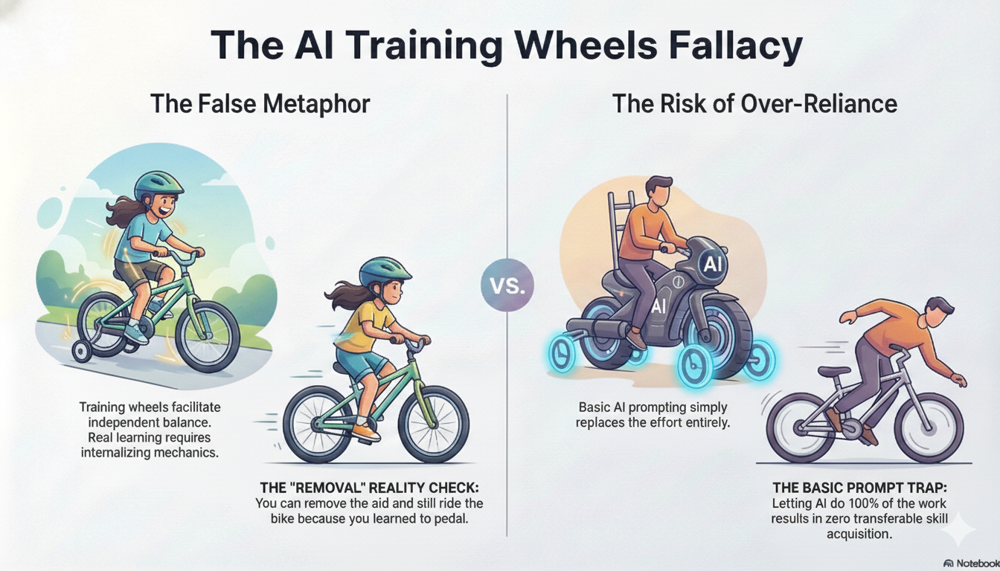 The AI Training Wheels Fallacy
The False Metaphor
Training wheels facilitate
independent balance.
Real learning requires
internalizing mechanics.
THE "REMOVAL" REALITY CHECK:
You can remove the aid and still ride the
bike because you learned to pedal.
VS.
The Risk of Over-Reliance
AI
AI
Basic AI prompting simply
replaces the effort entirely.
THE BASIC PROMPT TRAP:
Letting AI do 100% of the work
results in zero transferable skill
acquisition.
Notebook